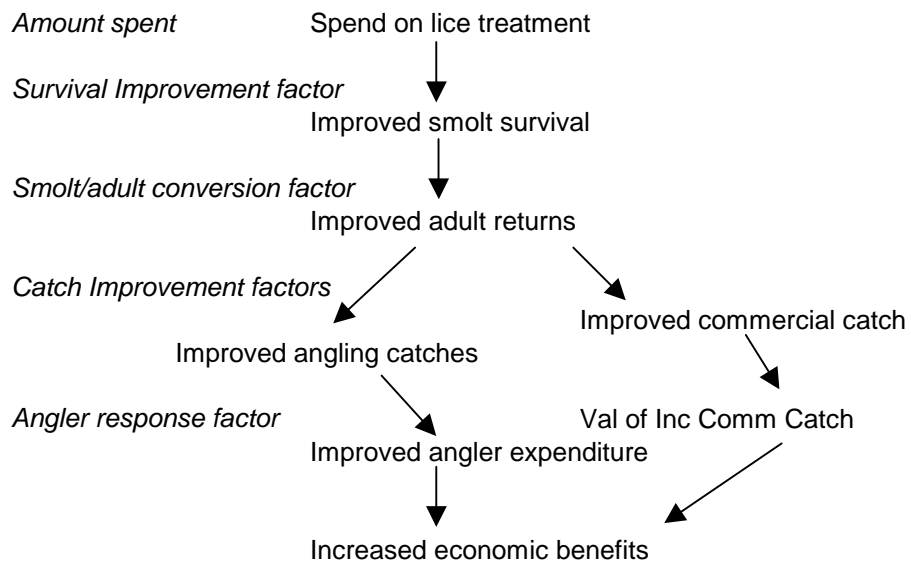 Amount spent Spend on lice treatment
Survival Improvement factor
Improved smolt survival
Smolt/adult conversion factor
Improved adult returns
Catch Improvement factors
Improved commercial catch
Improved angling catches
Angler response factor Val of Inc Comm Catch
Improved angler expenditure
Increased economic benefits